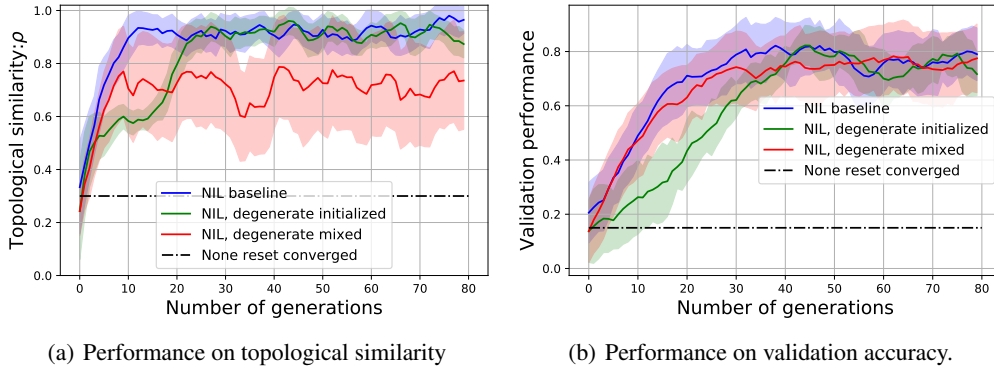 Topological similarity:ρ
1.0
0.8
0.6
0.4
0.2
0.0
NIL baseline
NIL, degenerate initialized
NIL, degenerate mixed
None reset converged
0 10 20 30 40 50 60 70 80
Number of generations
(a) Performance on topological similarity
Validation performance
0.8
0.6
0.4
0.2
0.0
NIL baseline
NIL, degenerate initialized
NIL, degenerate mixed
None reset converged
0 10 20 30 40 50 60 70 80
Number of generations
(b) Performance on validation accuracy.